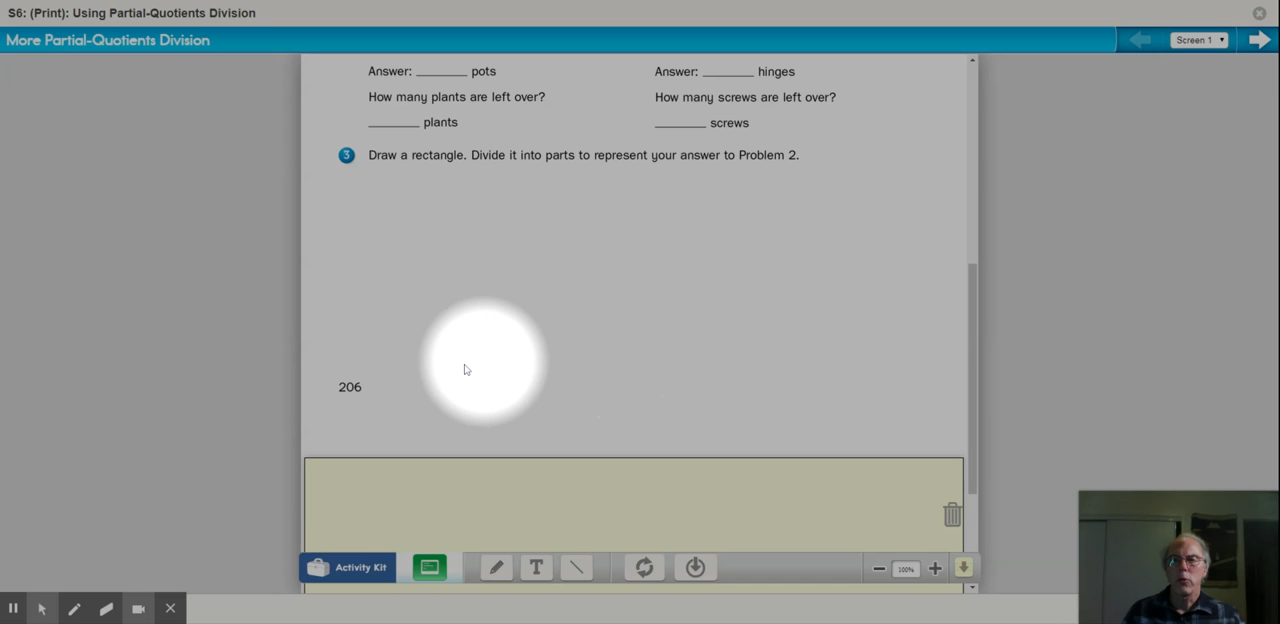 S6: (Print): Using Partial-Quotients Division
More Partial-Quotients Division
Screen 1
Answer: ________ pots
Answer: ________ hinges
How many plants are left over?
How many screws are left over?
________ plants
________ screws
3 Draw a rectangle. Divide it into parts to represent your answer to Problem 2.
206
Activity Kit
T
100%